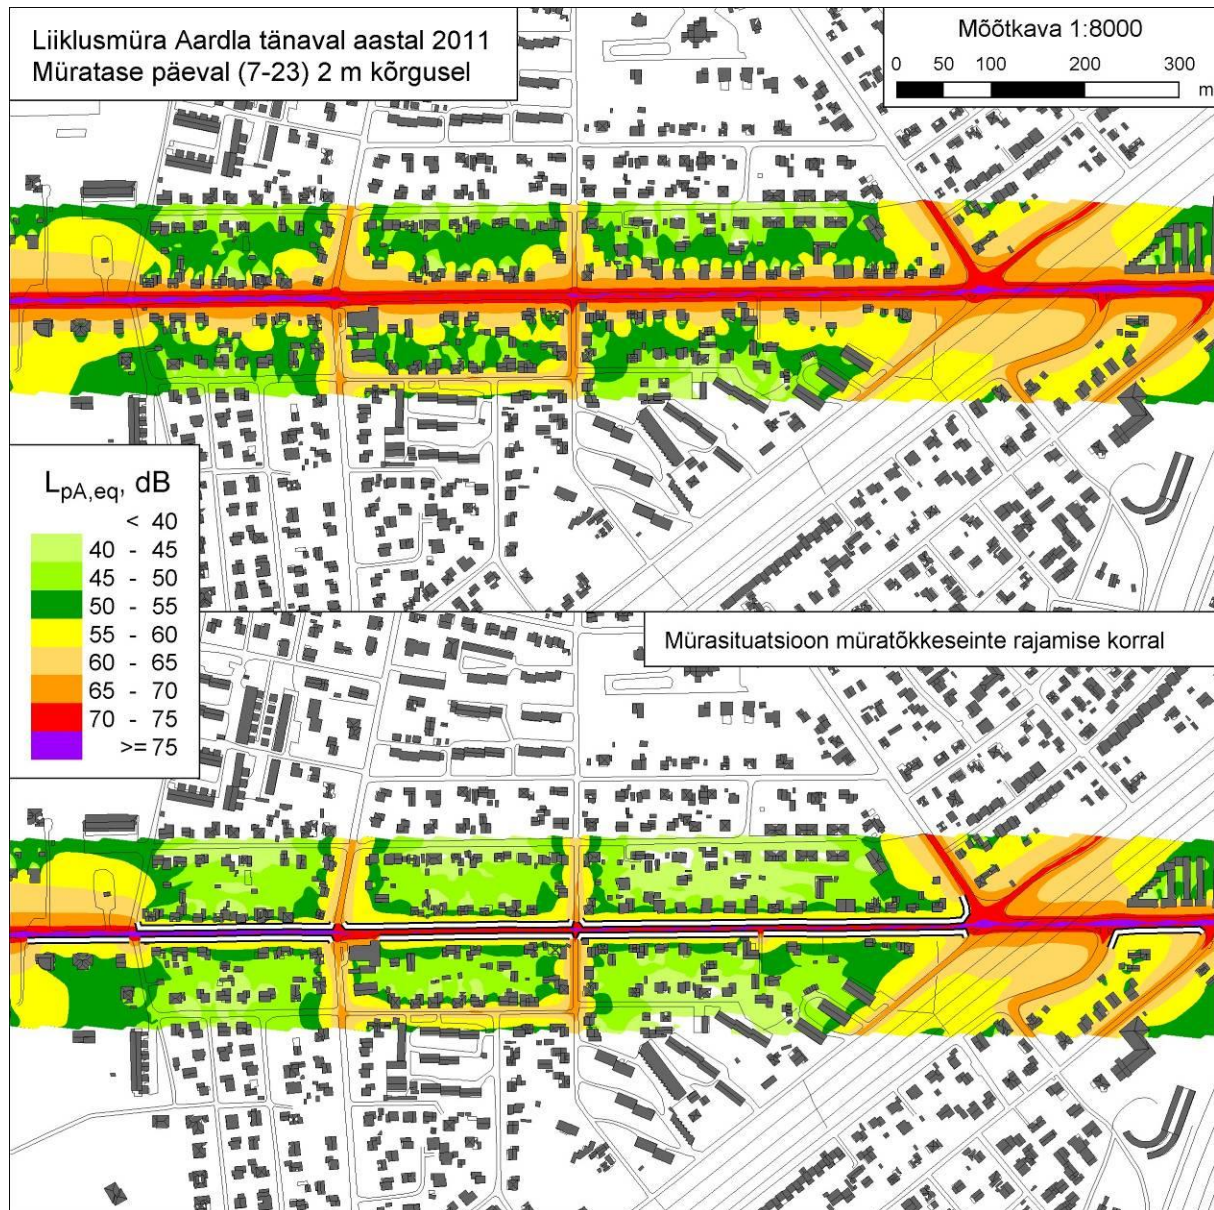 Liiklusmüra Aardla tänaval aastal 2011
Müratase päeval (7-23) 2 m kõrgusel
Mõõtkava 1:8000
0 50 100 200 300
m
LpA,eq, dB
< 40
40 - 45
45 - 50
50 - 55
55 - 60
60 - 65
65 - 70
70 - 75
>= 75
Mürasituatsioon müratõkkeseinte rajamise korral